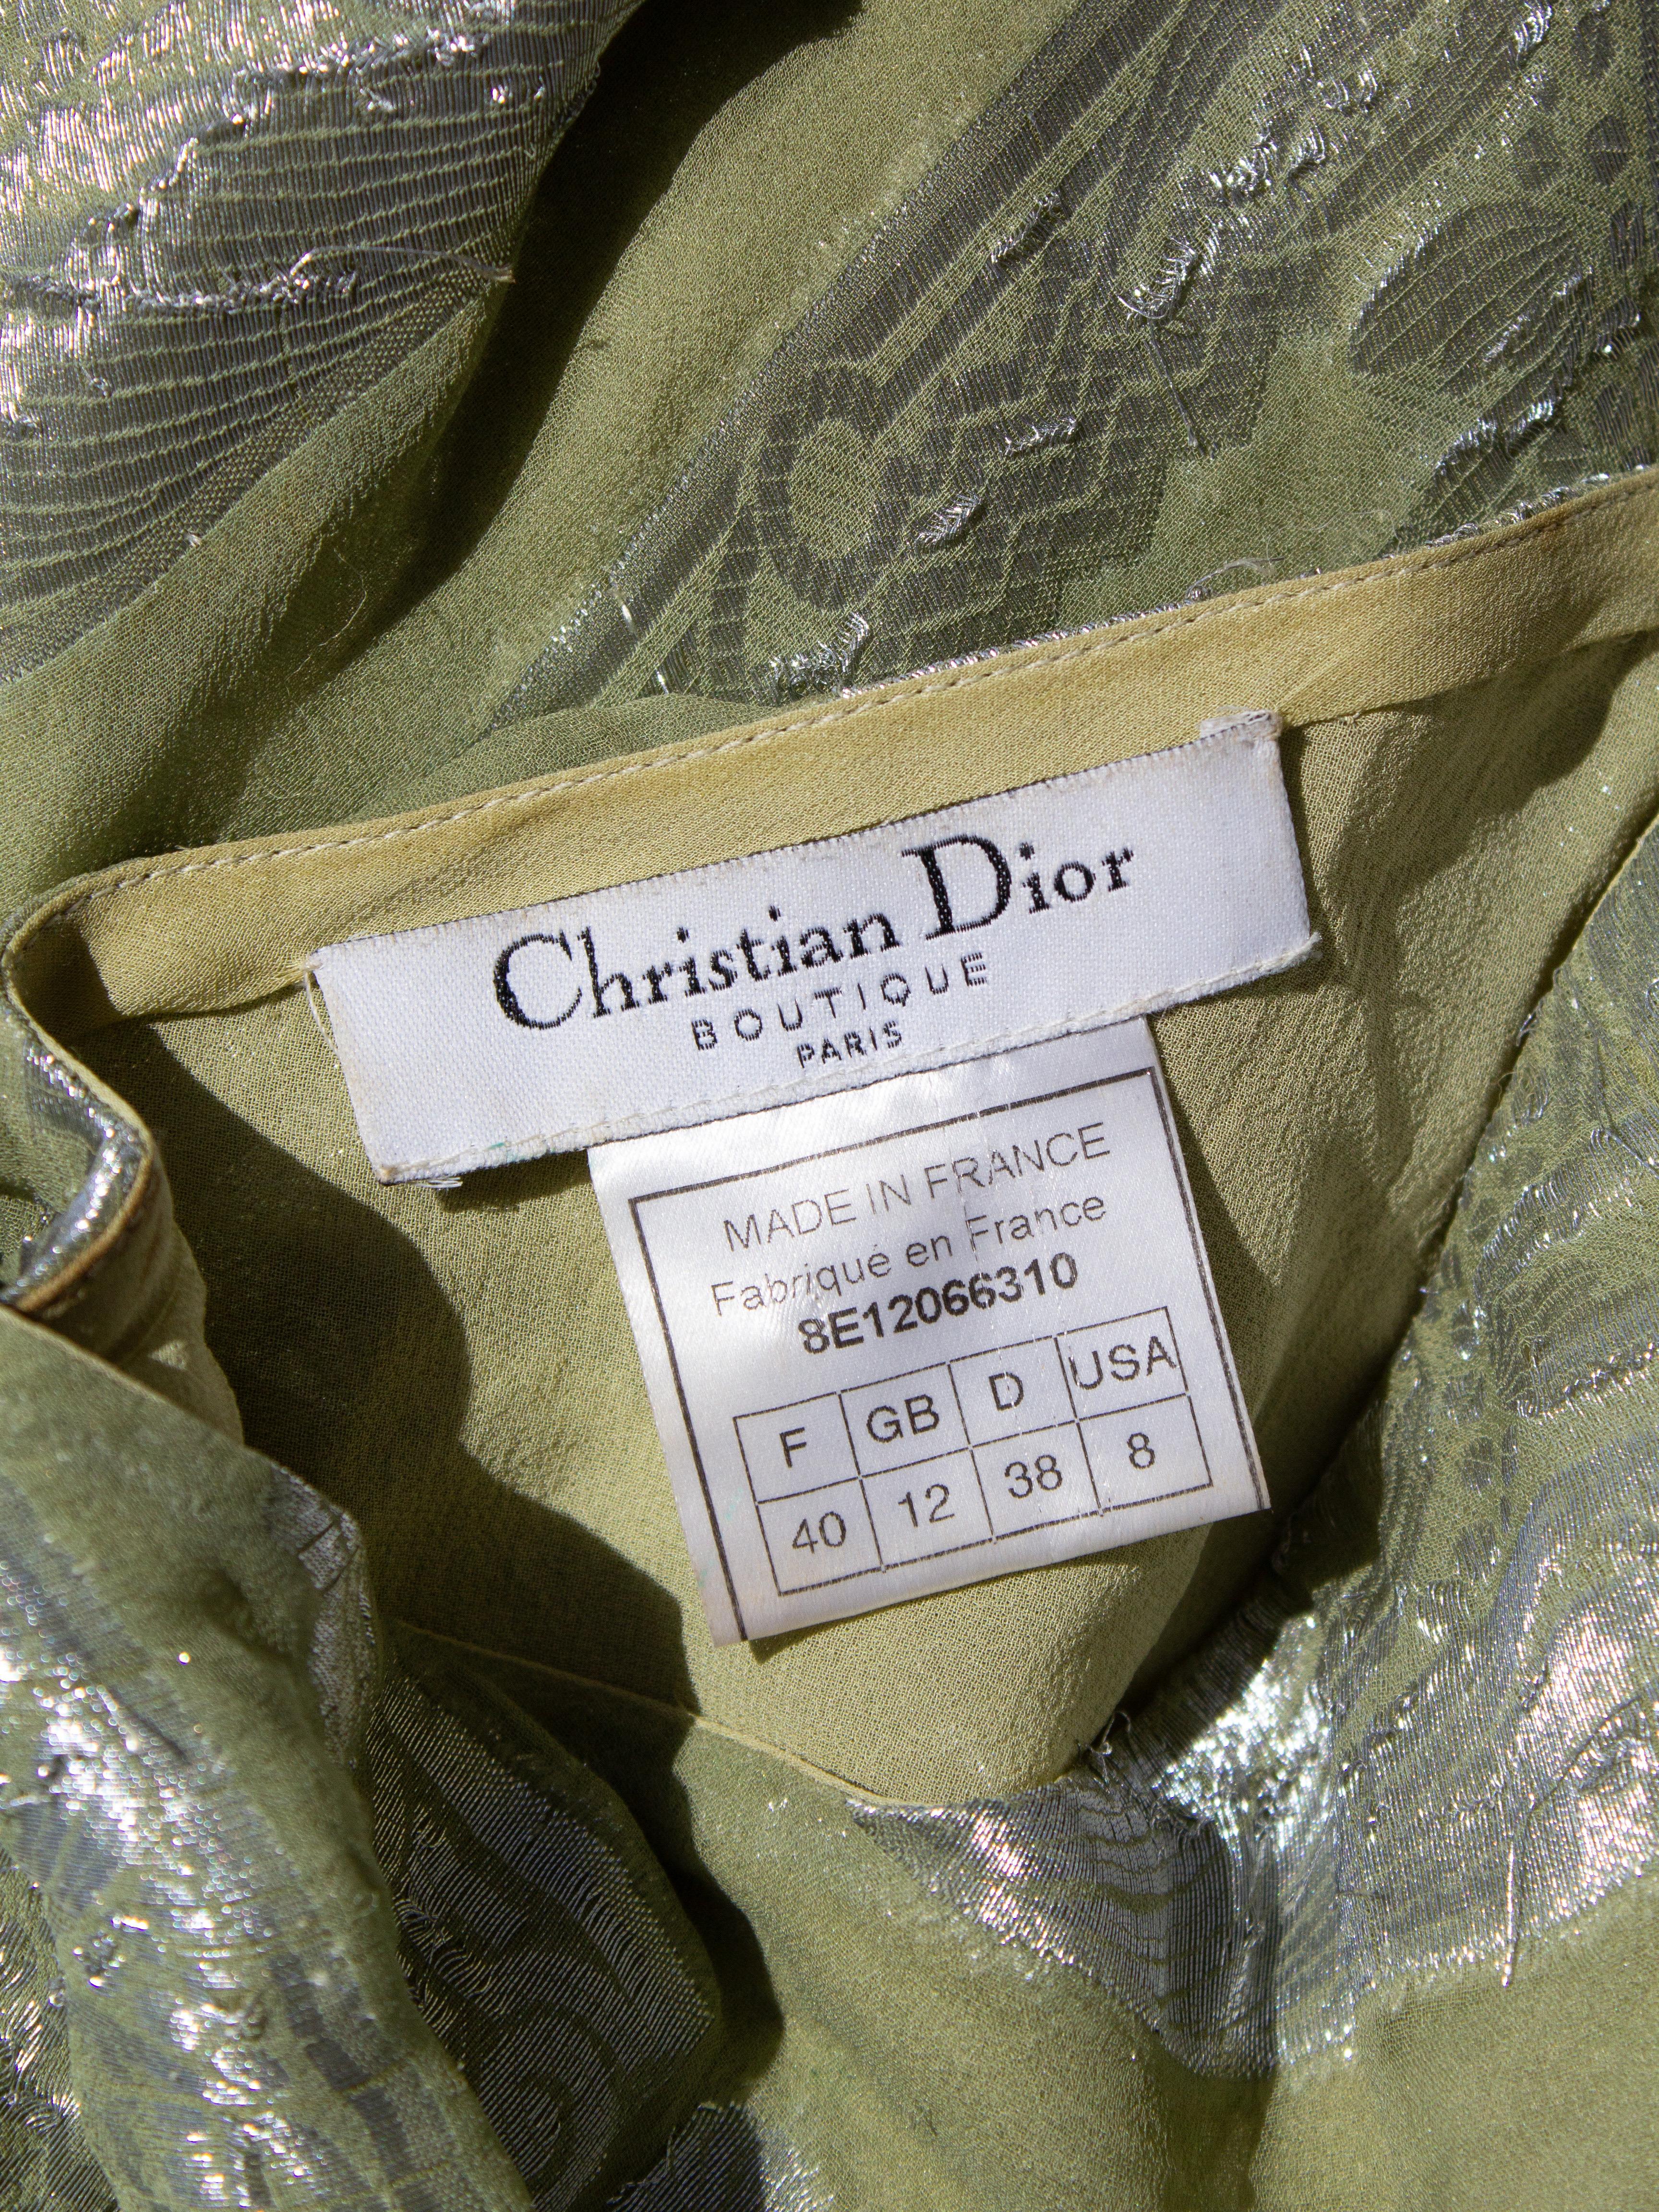 Christian Dior
BOUTIQUE
PARIS
MADE IN FRANCE
Fabriqué en France
8E12066310
F GB D USA
40 12 38 8